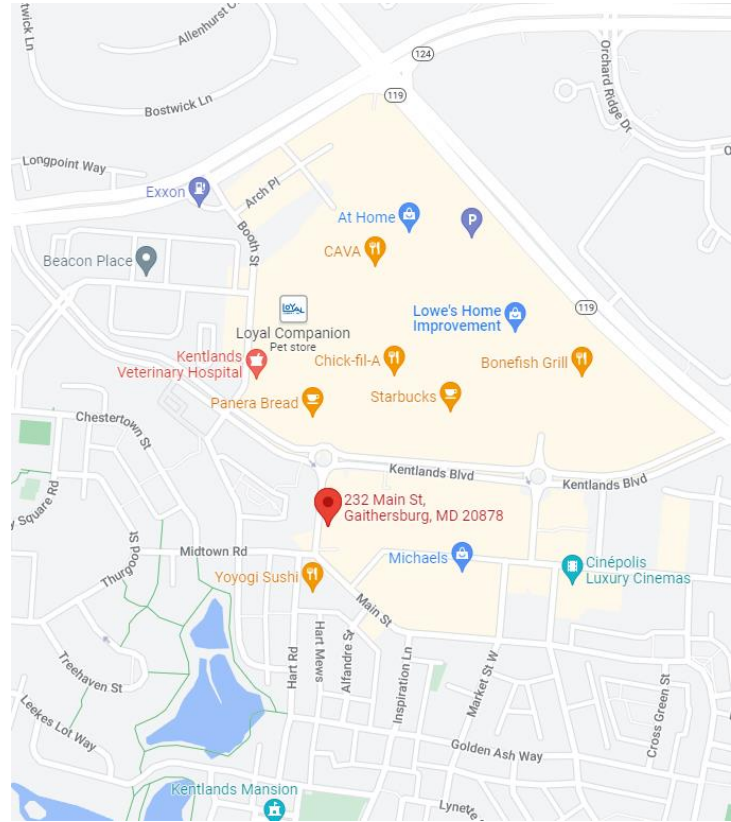 Bostwick Ln
Allenhurst
Bostwick Ln
124
119
Orchard Ridge Dr
Longpoint Way
Exxon
Arch Pl
Booth St
At Home
P
CAVA
Beacon Place
LOYAL
Loyal Companion
Pet store
Lowe's Home
Improvement
119
Kentlands
Veterinary Hospital
Chick-fil-A
Bonefish Grill
Panera Bread
Starbucks
Chestertown St
Kentlands Blvd
Kentlands Blvd
232 Main St,
Gaithersburg, MD 20878
y Square Rd
Thurgood St
Midtown Rd
Michaels
Cinépolis
Luxury Cinemas
Yoyogi Sushi
Main St
Hart Rd
Hart Mews
Alfandre St
Inspiration Ln
Market St W
Treehaven St
Leekes Lot Way
Cross Green St
Golden Ash Way
Kentlands Mansion
Lynette